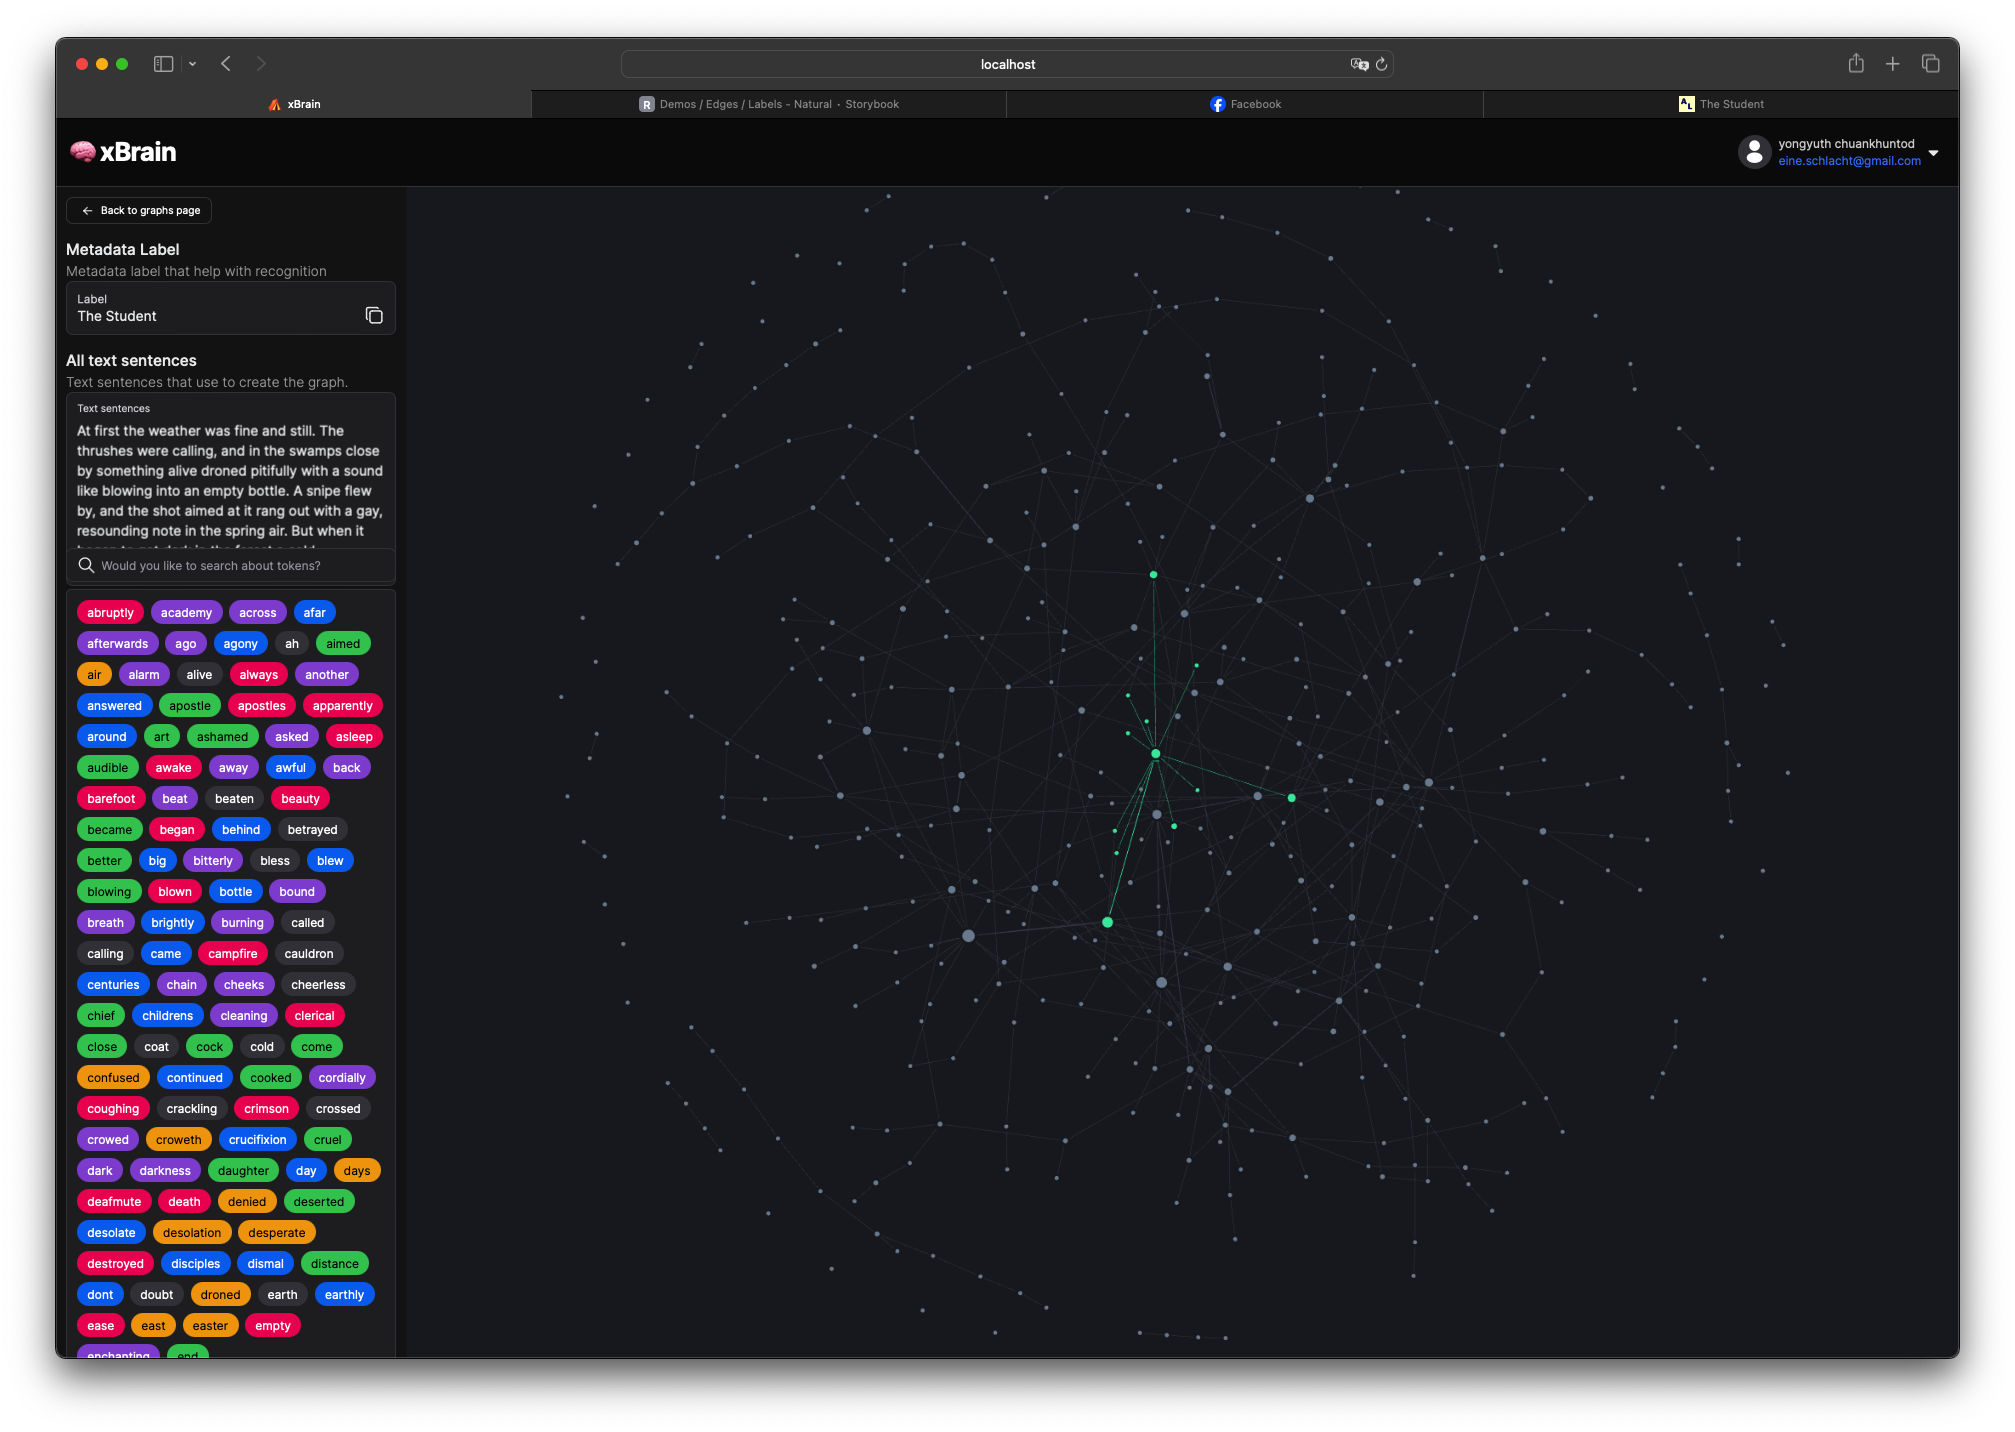 localhost
xBrain
R Demos / Edges / Labels - Natural · Storybook
Facebook
AL The Student
xBrain
yongyuth chuankhuntod
eine.schlacht@gmail.com
Back to graphs page
Metadata Label
Metadata label that help with recognition
Label
The Student
All text sentences
Text sentences that use to create the graph.
Text sentences
At first the weather was fine and still. The
thrushes were calling, and in the swamps close
by something alive droned pitifully with a sound
like blowing into an empty bottle. A snipe flew
by, and the shot aimed at it rang out with a gay,
resounding note in the spring air. But when it
Would you like to search about tokens?
abruptly academy across afar
afterwards ago agony ah aimed
air alarm alive always another
answered apostle apostles apparently
around art ashamed asked asleep
audible awake away awful back
barefoot beat beaten beauty
became began behind betrayed
better big bitterly bless blew
blowing blown bottle bound
breath brightly burning called
calling came campfire cauldron
centuries chain cheeks cheerless
chief childrens cleaning clerical
close coat cock cold come
confused continued cooked cordially
coughing crackling crimson crossed
crowed croweth crucifixion cruel
dark darkness daughter day days
deafmute death denied deserted
desolate desolation desperate
destroyed disciples dismal distance
dont doubt droned earth earthly
ease east easter empty
enchanting end